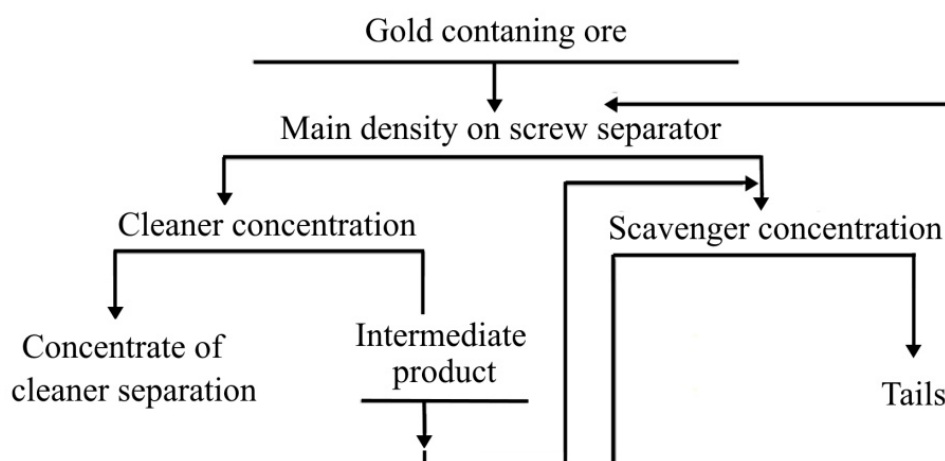 Gold contaning ore
Main density on screw separator
Cleaner concentration
Scavenger concentration
Concentrate of
cleaner separation
Intermediate
product
Tails